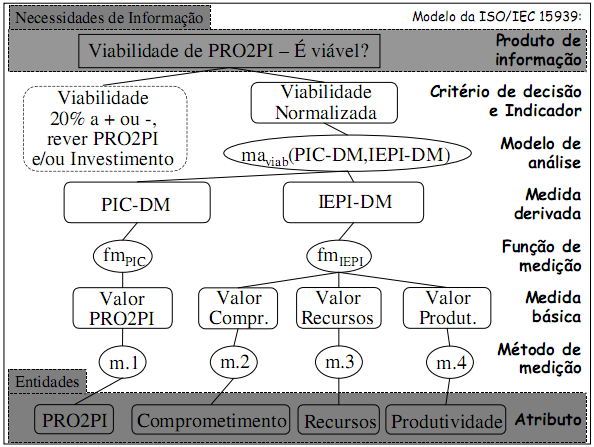 Necessidades de Informação
Modelo da ISO/IEC 15939:
Viabilidade de PRO2PI – É viável?
Produto de
informação
Viabilidade
20% a + ou -,
rever PRO2PI
e/ou Investimento
Viabilidade
Normalizada
Critério de decisão
e Indicador
maviab(PIC-DM,IEPI-DM)
Modelo de
análise
PIC-DM
IEPI-DM
Medida
derivada
fmPIC
fmIEPI
Função de
medição
Valor
PRO2PI
Valor
Compr.
Valor
Recursos
Valor
Produt.
Medida
básica
m.1
m.2
m.3
m.4
Método de
medição
Entidades
PRO2PI
Comprometimento
Recursos
Produtividade
Atributo